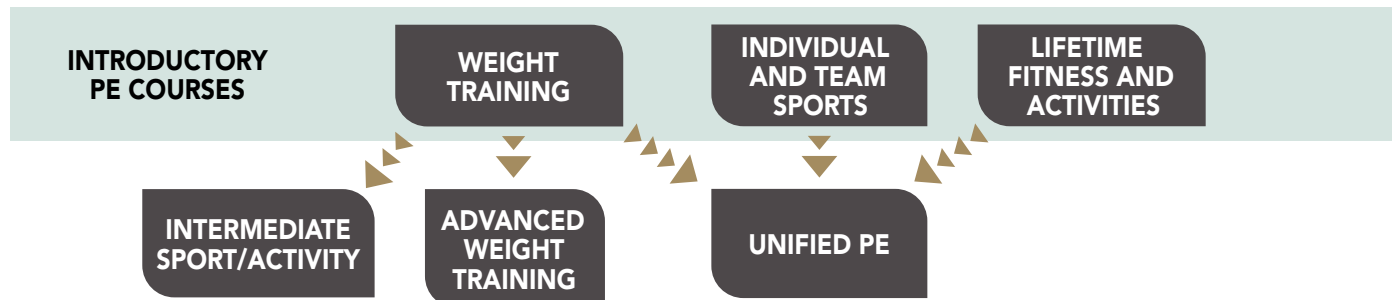 INTRODUCTORY
PE COURSES
WEIGHT
TRAINING
INDIVIDUAL
AND TEAM
SPORTS
LIFETIME
FITNESS AND
ACTIVITIES
INTERMEDIATE
SPORT/ACTIVITY
ADVANCED
WEIGHT
TRAINING
UNIFIED PE